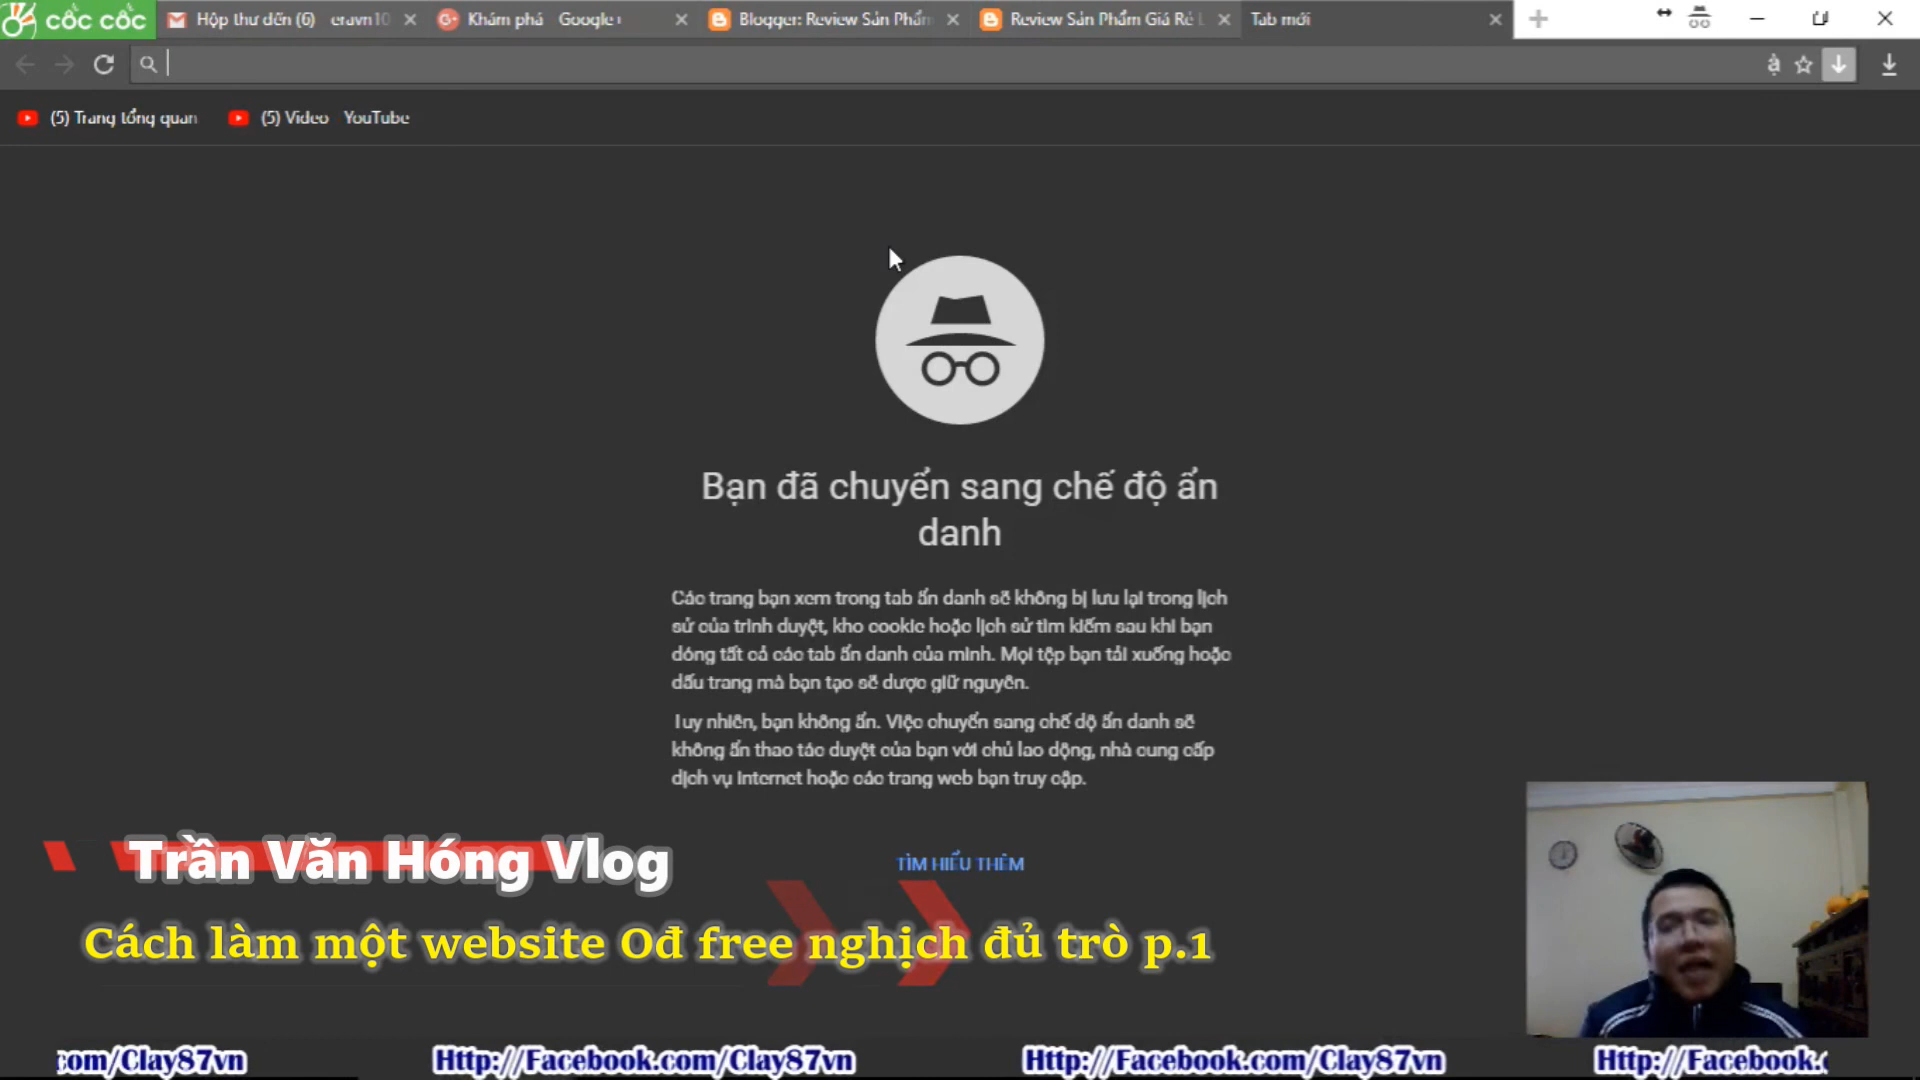 cốc cốc
Hộp thư đến (6) eravn10
Khám phá Google+
Blogger: Review Sản Phẩm
Review Sản Phẩm Giá Rẻ L
Tab mới
(5) Trang tổng quan
(5) Video YouTube
Bạn đã chuyển sang chế độ ẩn
danh
Các trang bạn xem trong tab ẩn danh sẽ không bị lưu lại trong lịch
sử của trình duyệt, kho cookie hoặc lịch sử tìm kiếm sau khi bạn
đóng tất cả các tab ẩn danh của mình. Mọi tệp bạn tải xuống hoặc
dấu trang mà bạn tạo sẽ được giữ nguyên.
Tuy nhiên, bạn không ẩn. Việc chuyển sang chế độ ẩn danh sẽ
không ẩn thao tác duyệt của bạn với chủ lao động, nhà cung cấp
dịch vụ Internet hoặc các trang web bạn truy cập.
TÌM HIỂU THÊM
Trần Văn Hóng Vlog
Cách làm một website 0đ free nghịch đủ trò p.1
com/Clay87vn Http://Facebook.com/Clay87vn Http://Facebook.com/Clay87vn Http://Facebook.